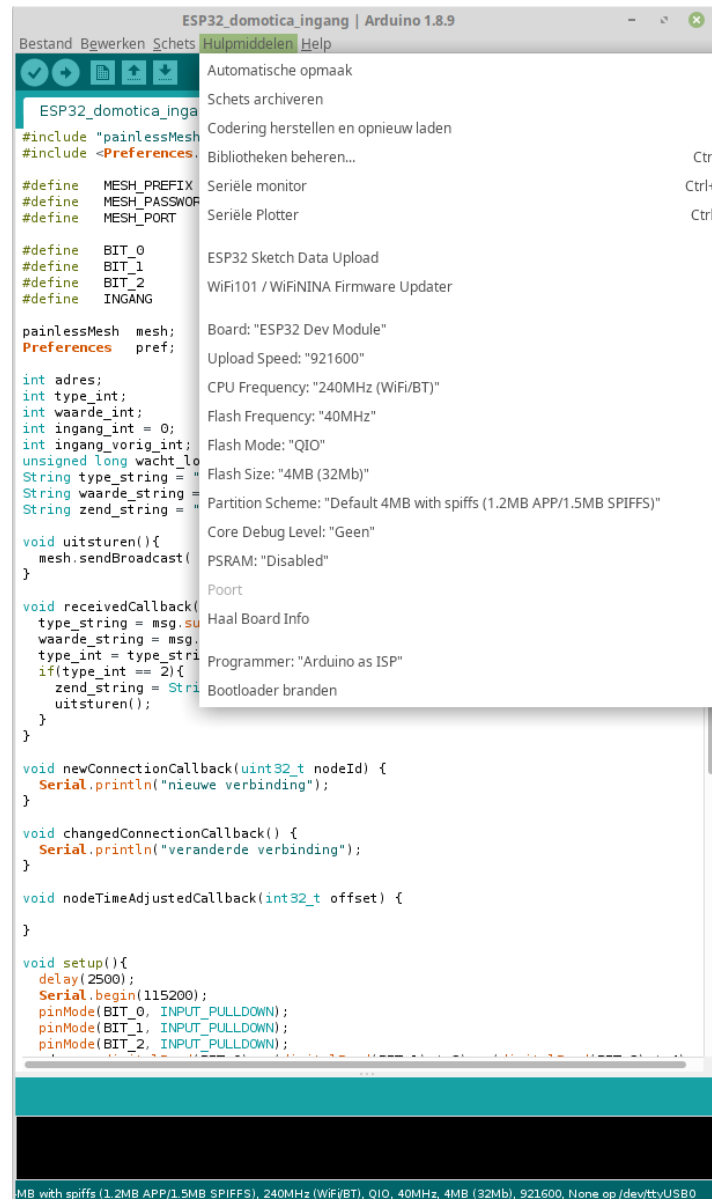 ESP32_domotica_ingang | Arduino 1.8.9
Bestand Bewerken Schets Hulpmiddelen Help
ESP32_domotica_inga
Automatische opmaak
Schets archiveren
Codering herstellen en opnieuw laden
Bibliotheken beheren... Ctr
Seriële monitor Ctrl+
Seriële Plotter Ctrl
ESP32 Sketch Data Upload
WiFi101 / WiFiNINA Firmware Updater
Board: "ESP32 Dev Module"
Upload Speed: "921600"
CPU Frequency: "240MHz (WiFi/BT)"
Flash Frequency: "40MHz"
Flash Mode: "QIO"
Flash Size: "4MB (32Mb)"
Partition Scheme: "Default 4MB with spiffs (1.2MB APP/1.5MB SPIFFS)"
Core Debug Level: "Geen"
PSRAM: "Disabled"
Poort
Haal Board Info
Programmer: "Arduino as ISP"
Bootloader branden
#include "painlessMesh
#include <Preferences.
#define MESH_PREFIX
#define MESH_PASSWOR
#define MESH_PORT
#define BIT_0
#define BIT_1
#define BIT_2
#define INGANG
painlessMesh mesh;
Preferences pref;
int adres;
int type_int;
int waarde_int;
int ingang_int = 0;
int ingang_vorig_int;
unsigned long wacht_lo
String type_string = "
String waarde_string =
String zend_string = "
void uitsturen(){
mesh.sendBroadcast(
}
void receivedCallback(
type_string = msg.su
waarde_string = msg.
type_int = type_stri
if(type_int == 2){
zend_string = Stri
uitsturen();
}
}
void newConnectionCallback(uint32_t nodeId) {
Serial.println("nieuwe verbinding");
}
void changedConnectionCallback() {
Serial.println("veranderde verbinding");
}
void nodeTimeAdjustedCallback(int32_t offset) {
}
void setup(){
delay(2500);
Serial.begin(115200);
pinMode(BIT_0, INPUT_PULLDOWN);
pinMode(BIT_1, INPUT_PULLDOWN);
pinMode(BIT_2, INPUT_PULLDOWN);
MB with spiffs (1.2MB APP/1.5MB SPIFFS), 240MHz (WiFi/BT), QIO, 40MHz, 4MB (32Mb), 921600, None op /dev/ttyUSB0